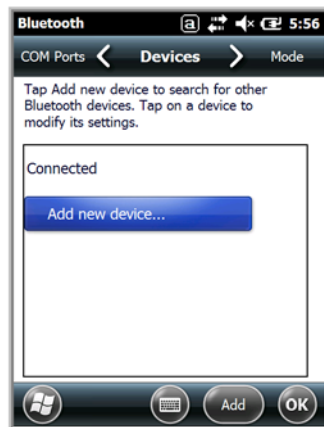 Bluetooth a 5:56
COM Ports Devices Mode
Tap Add new device to search for other
Bluetooth devices. Tap on a device to
modify its settings.
Connected
Add new device...
Add OK